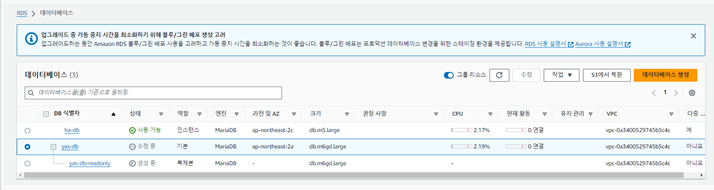 RDS > 데이터베이스
업그레이드 중 가동 중지 시간을 최소화하기 위해 블루/그린 배포 생성 고려
업그레이드하는 동안 Amazon RDS 블루/그린 배포 사용을 고려하고 가동 중지 시간을 최소화하는 것이 좋습니다. 블루/그린 배포는 프로덕션 데이터베이스 변경을 위한 스테이징 환경을 제공합니다. RDS 사용 설명서 Aurora 사용 설명서
데이터베이스 (3)
그룹 리소스 수정 작업 S3에서 복원 데이터베이스 생성
데이터베이스을(를) 기준으로 필터링
1
DB 식별자 상태 역할 엔진 리전 및 AZ 크기 권장 사항 CPU 현재 활동 유지 관리 VPC 다중
ha-db 사용 가능 인스턴스 MariaDB ap-northeast-2c db.m5.large 2.17% 0 연결 vpc-0a3400529745b5c4c 예
yas-db 수정 중 기본 MariaDB ap-northeast-2a db.m6gd.large 2.19% 0 연결 vpc-0a3400529745b5c4c 아니요
yas-db-readonly 생성 중 복제본 MariaDB - db.m6gd.large - vpc-0a3400529745b5c4c 아니요